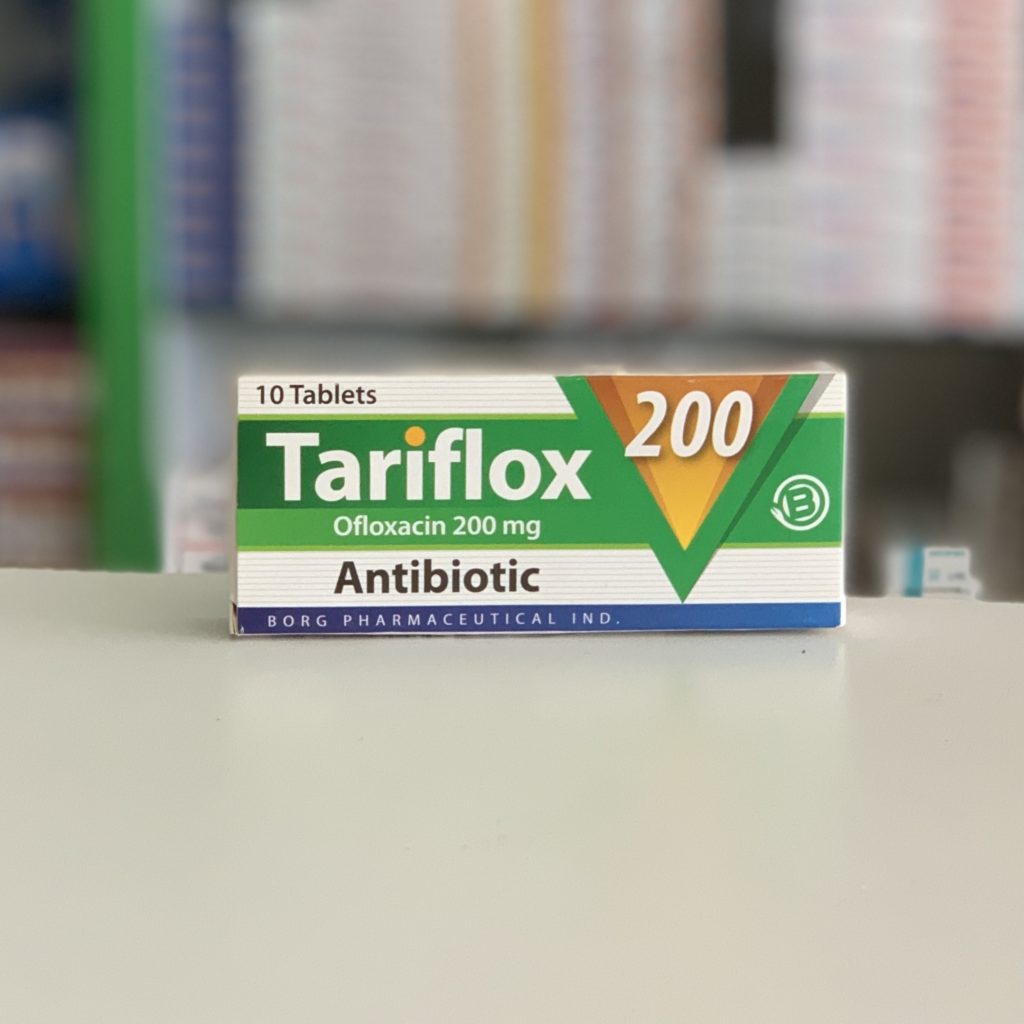 10 Tablets
200
Tariflox
Ofloxacin 200 mg
Antibiotic
B
BORG PHARMACEUTICAL IND.